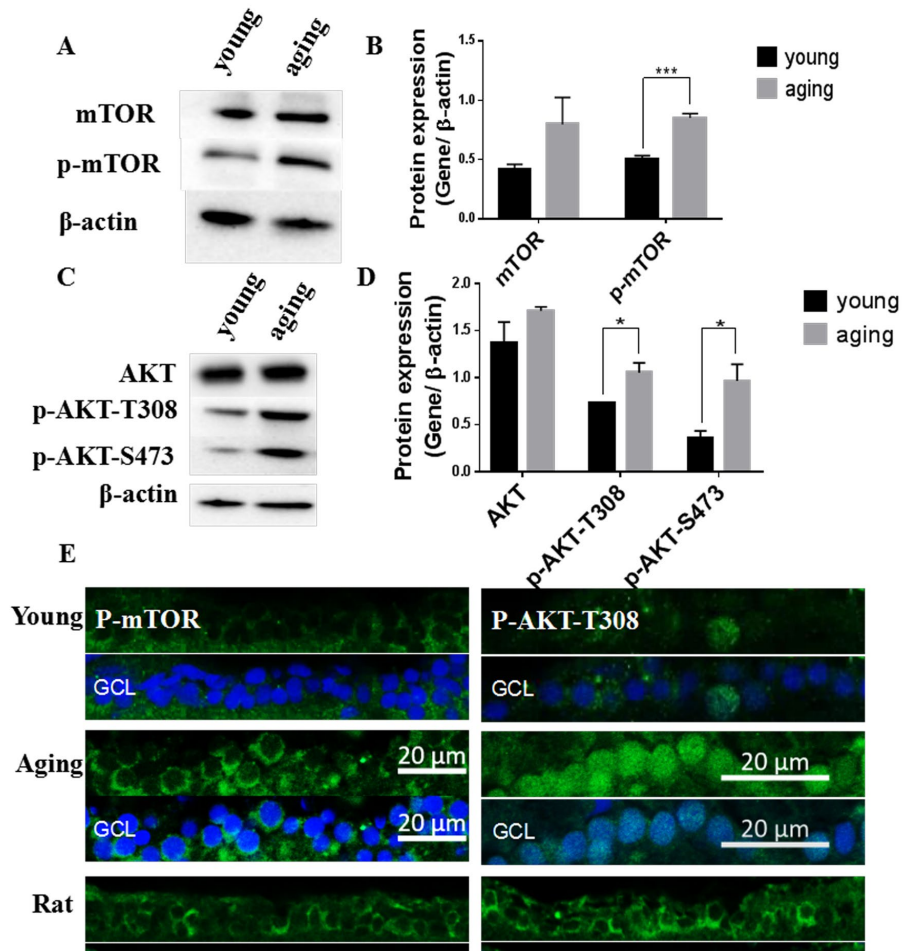 A
young
aging
mTOR
p-mTOR
β-actin
B
Protein expression
(Gene/ β-actin)
1.5
1.0
0.5
0.0
***
mTOR
p-mTOR
young
aging
C
young
aging
AKT
p-AKT-T308
p-AKT-S473
β-actin
D
Protein expression
(Gene/ β-actin)
2.0
1.5
1.0
0.5
0.0
*
*
AKT
p-AKT-T308
p-AKT-S473
young
aging
E
Young
P-mTOR
P-AKT-T308
GCL
GCL
Aging
20 μm
20 μm
GCL
20 μm
GCL
20 μm
Rat